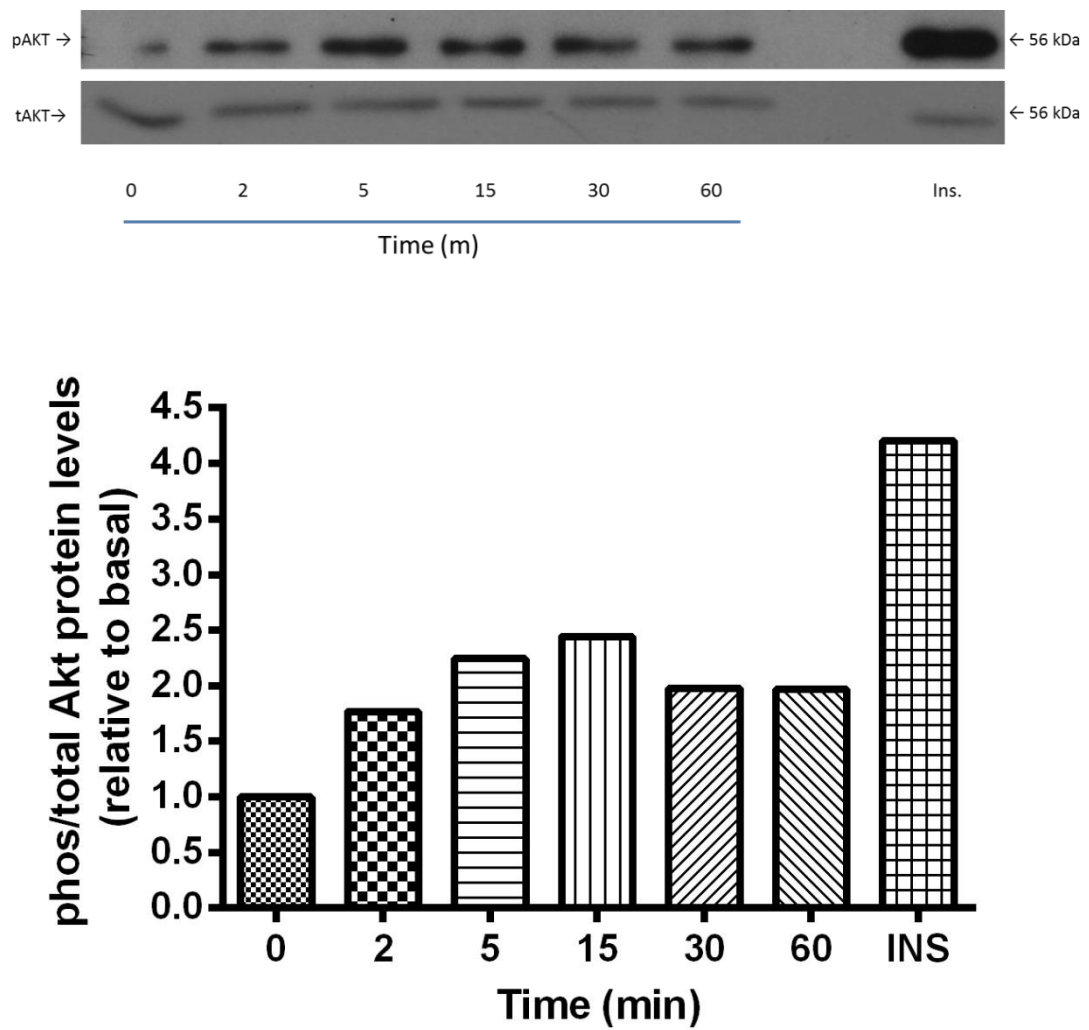 pAKT → ← 56 kDa
tAKT→ ← 56 kDa
0 2 5 15 30 60 Ins.
Time (m)
phos/total Akt protein levels
(relative to basal)
4.5
4.0
3.5
3.0
2.5
2.0
1.5
1.0
0.5
0.0
0 2 5 15 30 60 INS
Time (min)